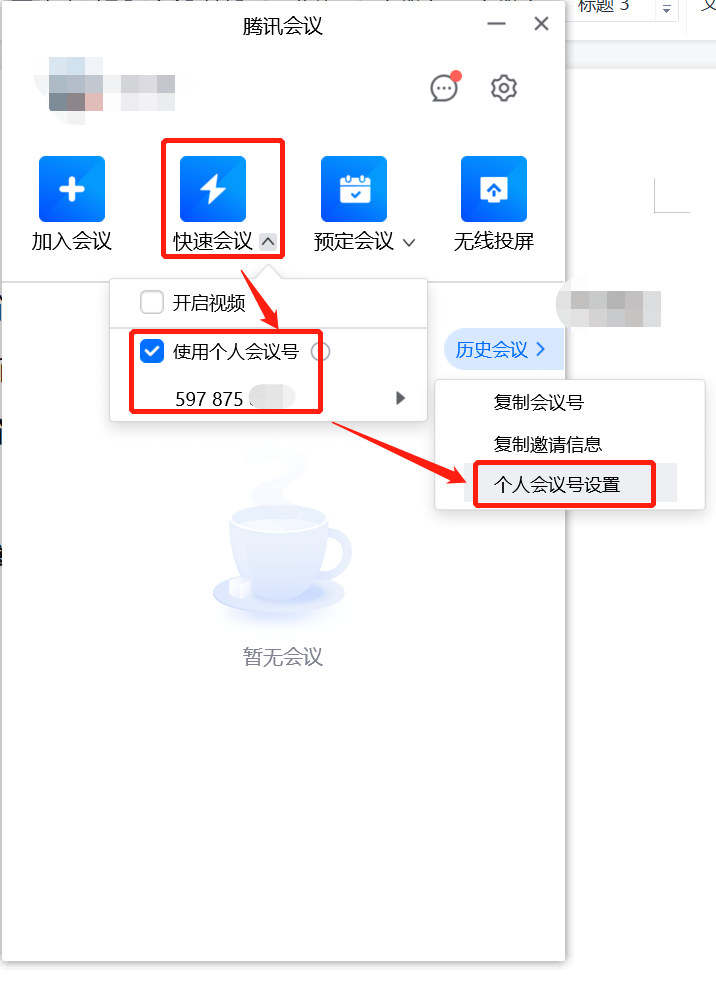 标题 3
腾讯会议
加入会议
快速会议
预定会议
无线投屏
开启视频
使用个人会议号
597 875
历史会议
复制会议号
复制邀请信息
个人会议号设置
暂无会议